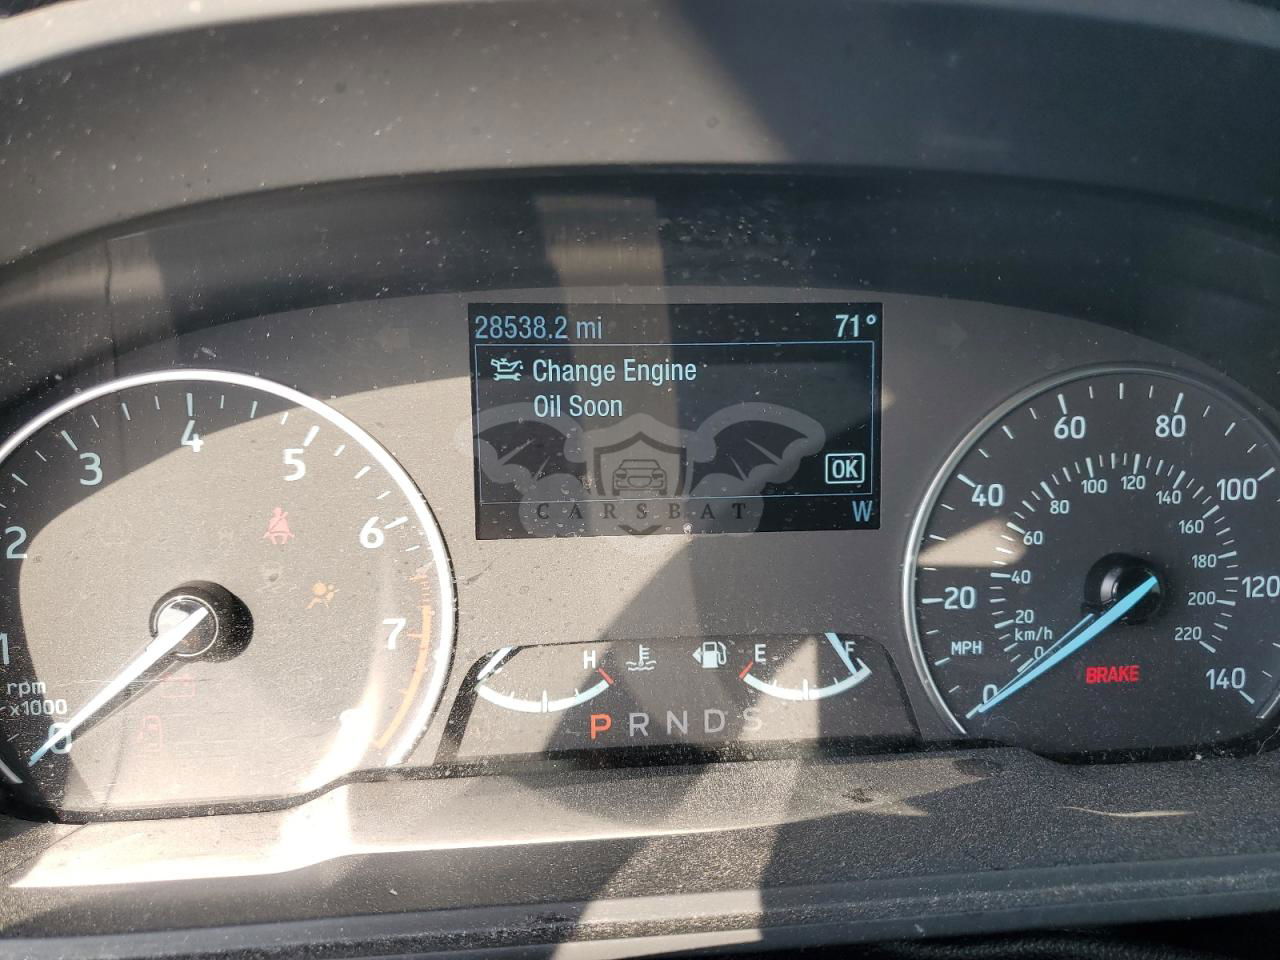 28538.2 mi 71°
Change Engine
Oil Soon
OK
W
CARSBAT
0 1 2 3 4 5 6 7 8
rpm
x1000
H E F
P R N D S
0 20 40 60 80 100 120 140
MPH
0 20 40 60 80 100 120 140 160 180 200 220
km/h
BRAKE